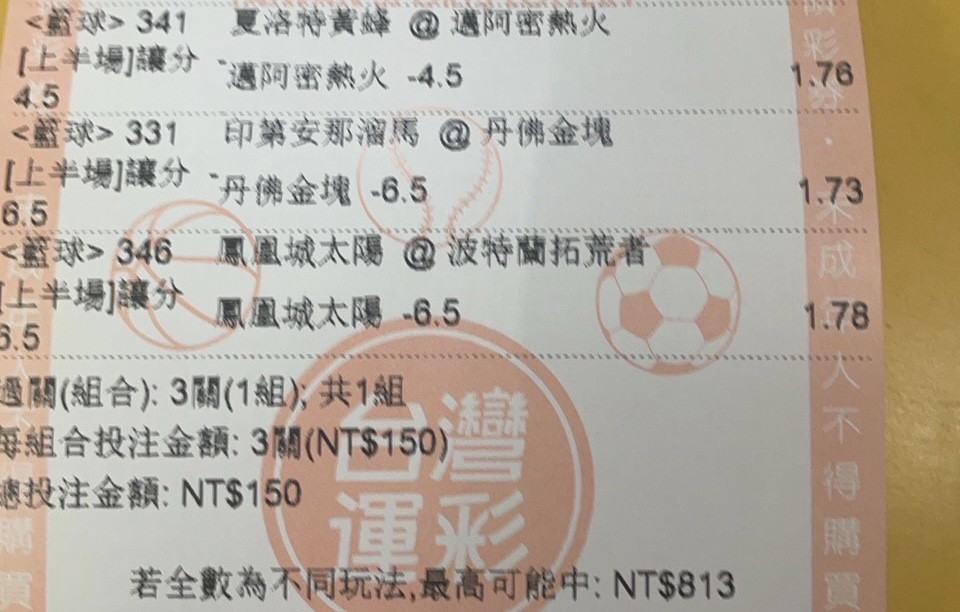 <籃球> 341 夏洛特黃蜂 @ 邁阿密熱火
[上半場]讓分 - 邁阿密熱火 -4.5 1.76
4.5
<籃球> 331 印第安那溜馬 @ 丹佛金塊
[上半場]讓分 - 丹佛金塊 -6.5 1.73
6.5
<籃球> 346 鳳凰城太陽 @ 波特蘭拓荒者
[上半場]讓分 鳳凰城太陽 -6.5 1.78
6.5
過關(組合): 3關(1組); 共1組
每組合投注金額: 3關(NT$150)
總投注金額: NT$150
台灣
運彩
若全數為不同玩法,最高可能中: NT$813
彩券·未成年人不得購買
人不得購買